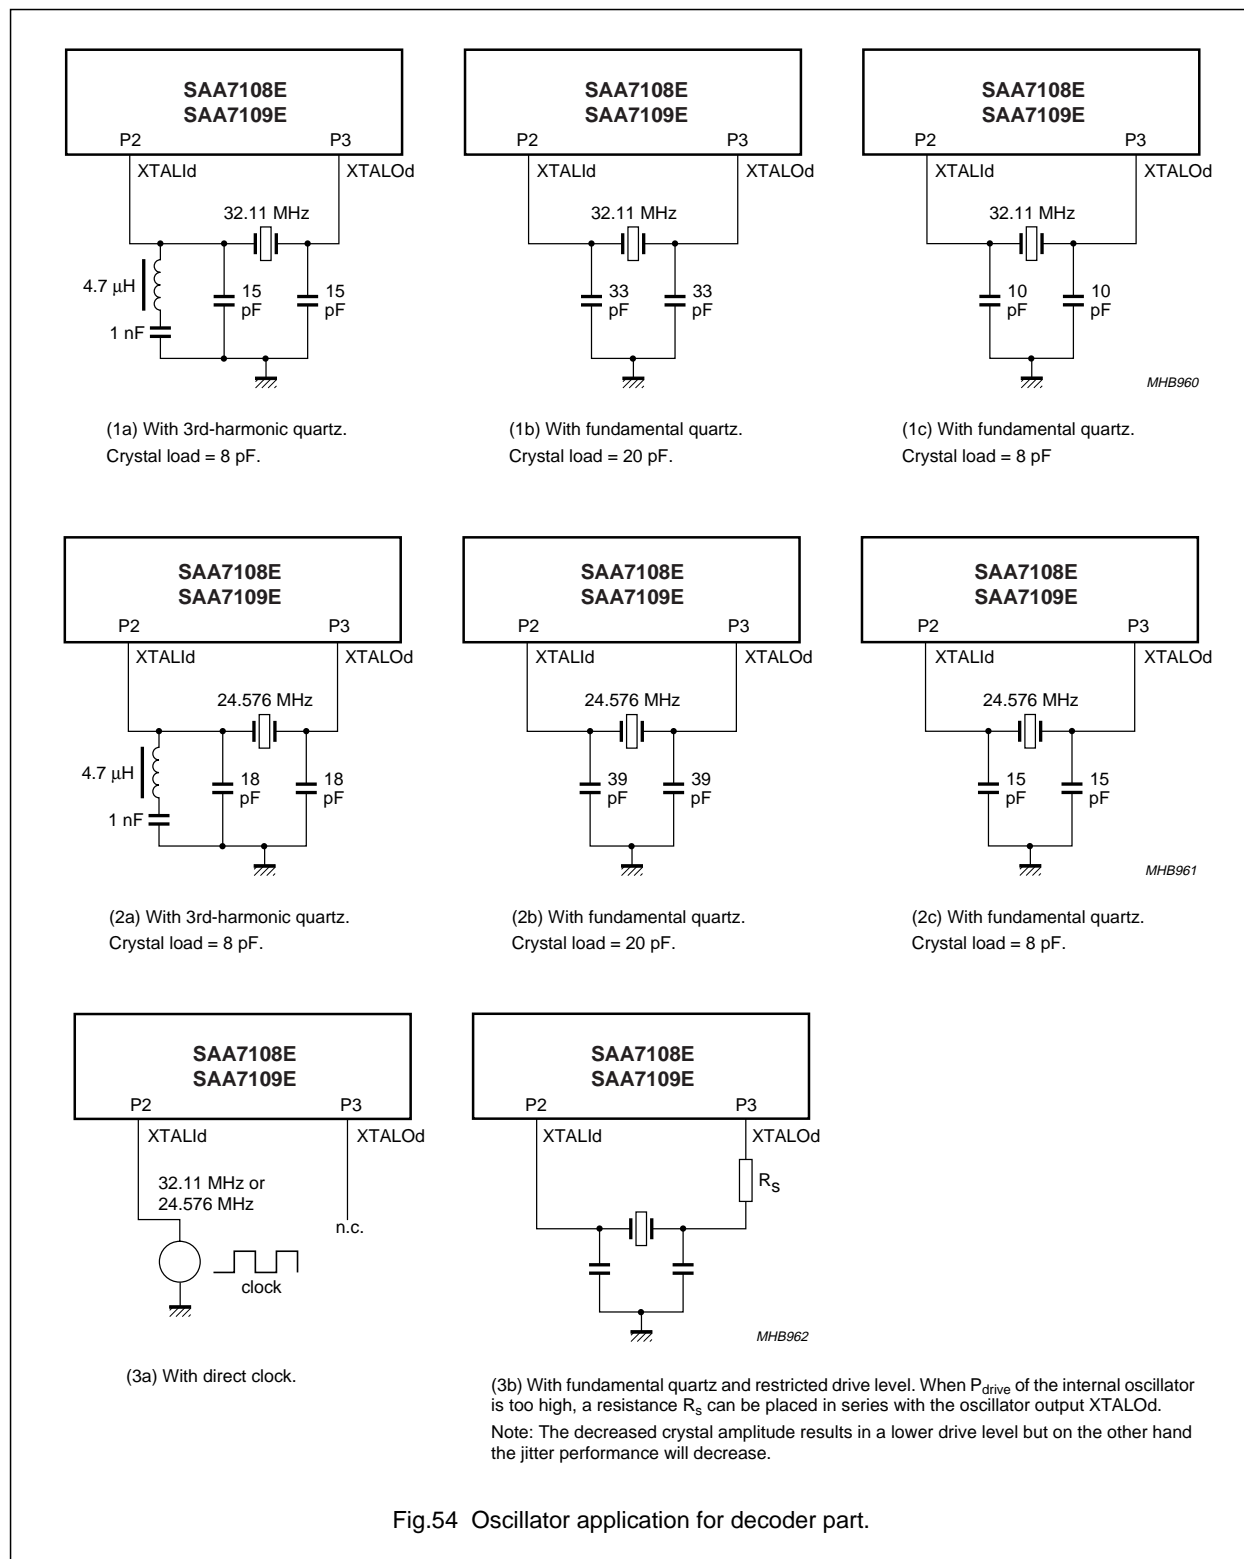 SAA7108E
SAA7109E
P2
P3
XTALId
XTALOd
32.11 MHz
4.7 μH
15
pF
15
pF
1 nF
(1a) With 3rd-harmonic quartz.
Crystal load = 8 pF.
SAA7108E
SAA7109E
P2
P3
XTALId
XTALOd
32.11 MHz
33
pF
33
pF
(1b) With fundamental quartz.
Crystal load = 20 pF.
SAA7108E
SAA7109E
P2
P3
XTALId
XTALOd
32.11 MHz
10
pF
10
pF
MHB960
(1c) With fundamental quartz.
Crystal load = 8 pF
SAA7108E
SAA7109E
P2
P3
XTALId
XTALOd
24.576 MHz
4.7 μH
18
pF
18
pF
1 nF
(2a) With 3rd-harmonic quartz.
Crystal load = 8 pF.
SAA7108E
SAA7109E
P2
P3
XTALId
XTALOd
24.576 MHz
39
pF
39
pF
(2b) With fundamental quartz.
Crystal load = 20 pF.
SAA7108E
SAA7109E
P2
P3
XTALId
XTALOd
24.576 MHz
15
pF
15
pF
MHB961
(2c) With fundamental quartz.
Crystal load = 8 pF.
SAA7108E
SAA7109E
P2
P3
XTALId
XTALOd
32.11 MHz or
24.576 MHz
n.c.
clock
(3a) With direct clock.
SAA7108E
SAA7109E
P2
P3
XTALId
XTALOd
Rs
MHB962
(3b) With fundamental quartz and restricted drive level. When Pdrive of the internal oscillator
is too high, a resistance Rs can be placed in series with the oscillator output XTALOd.
Note: The decreased crystal amplitude results in a lower drive level but on the other hand
the jitter performance will decrease.
Fig.54 Oscillator application for decoder part.